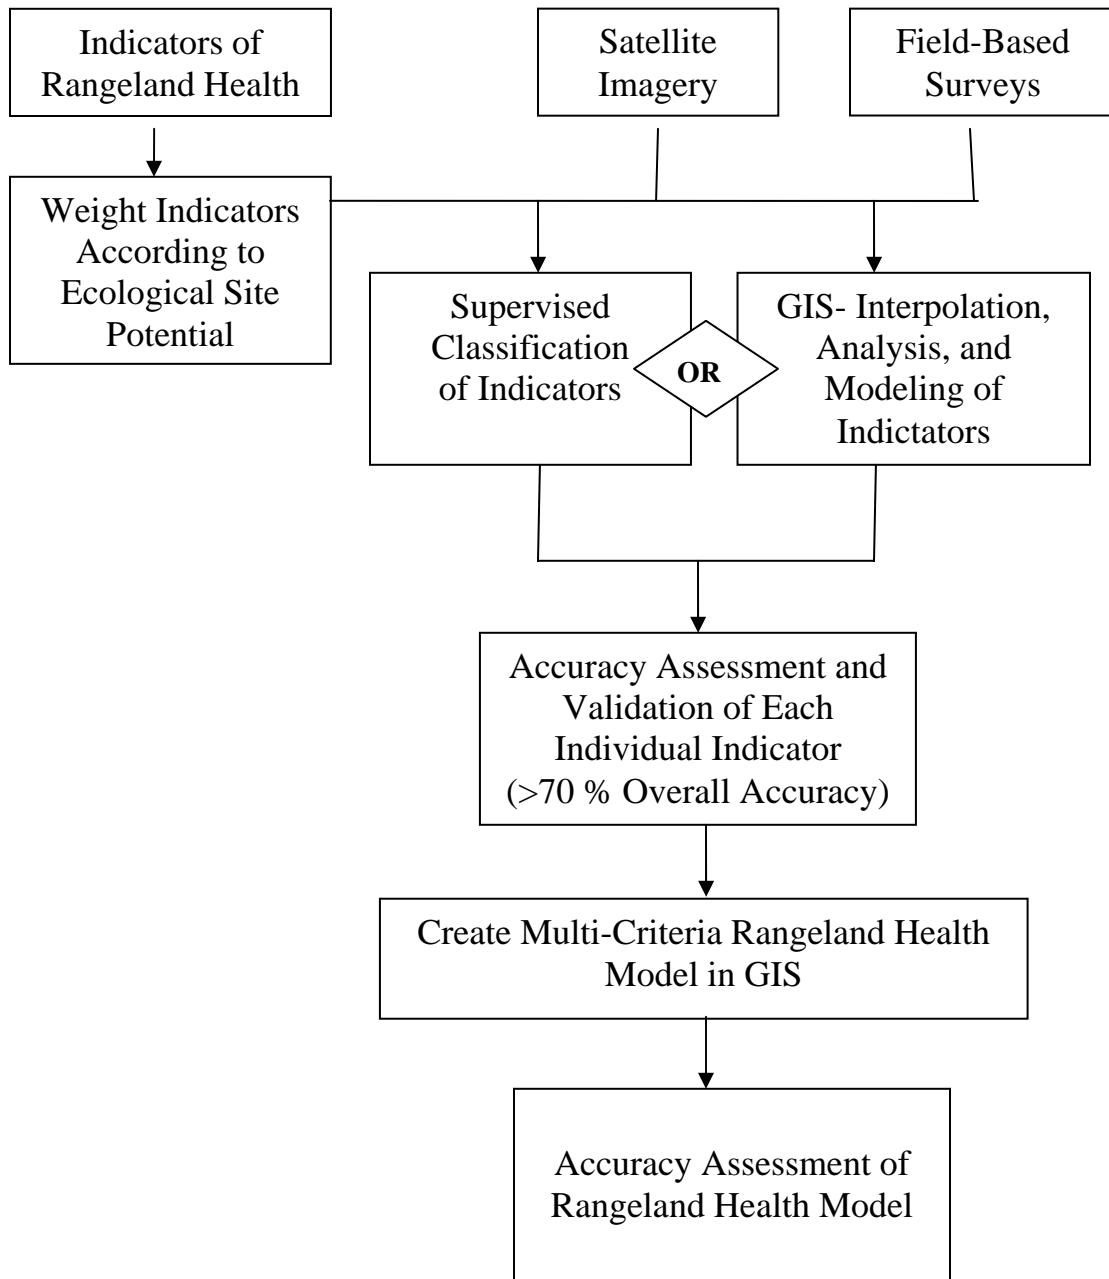 Indicators of
Rangeland Health
Satellite
Imagery
Field-Based
Surveys
Weight Indicators
According to
Ecological Site
Potential
Supervised
Classification
of Indicators
OR
GIS- Interpolation,
Analysis, and
Modeling of
Indictators
Accuracy Assessment and
Validation of Each
Individual Indicator
(>70 % Overall Accuracy)
Create Multi-Criteria Rangeland Health
Model in GIS
Accuracy Assessment of
Rangeland Health Model